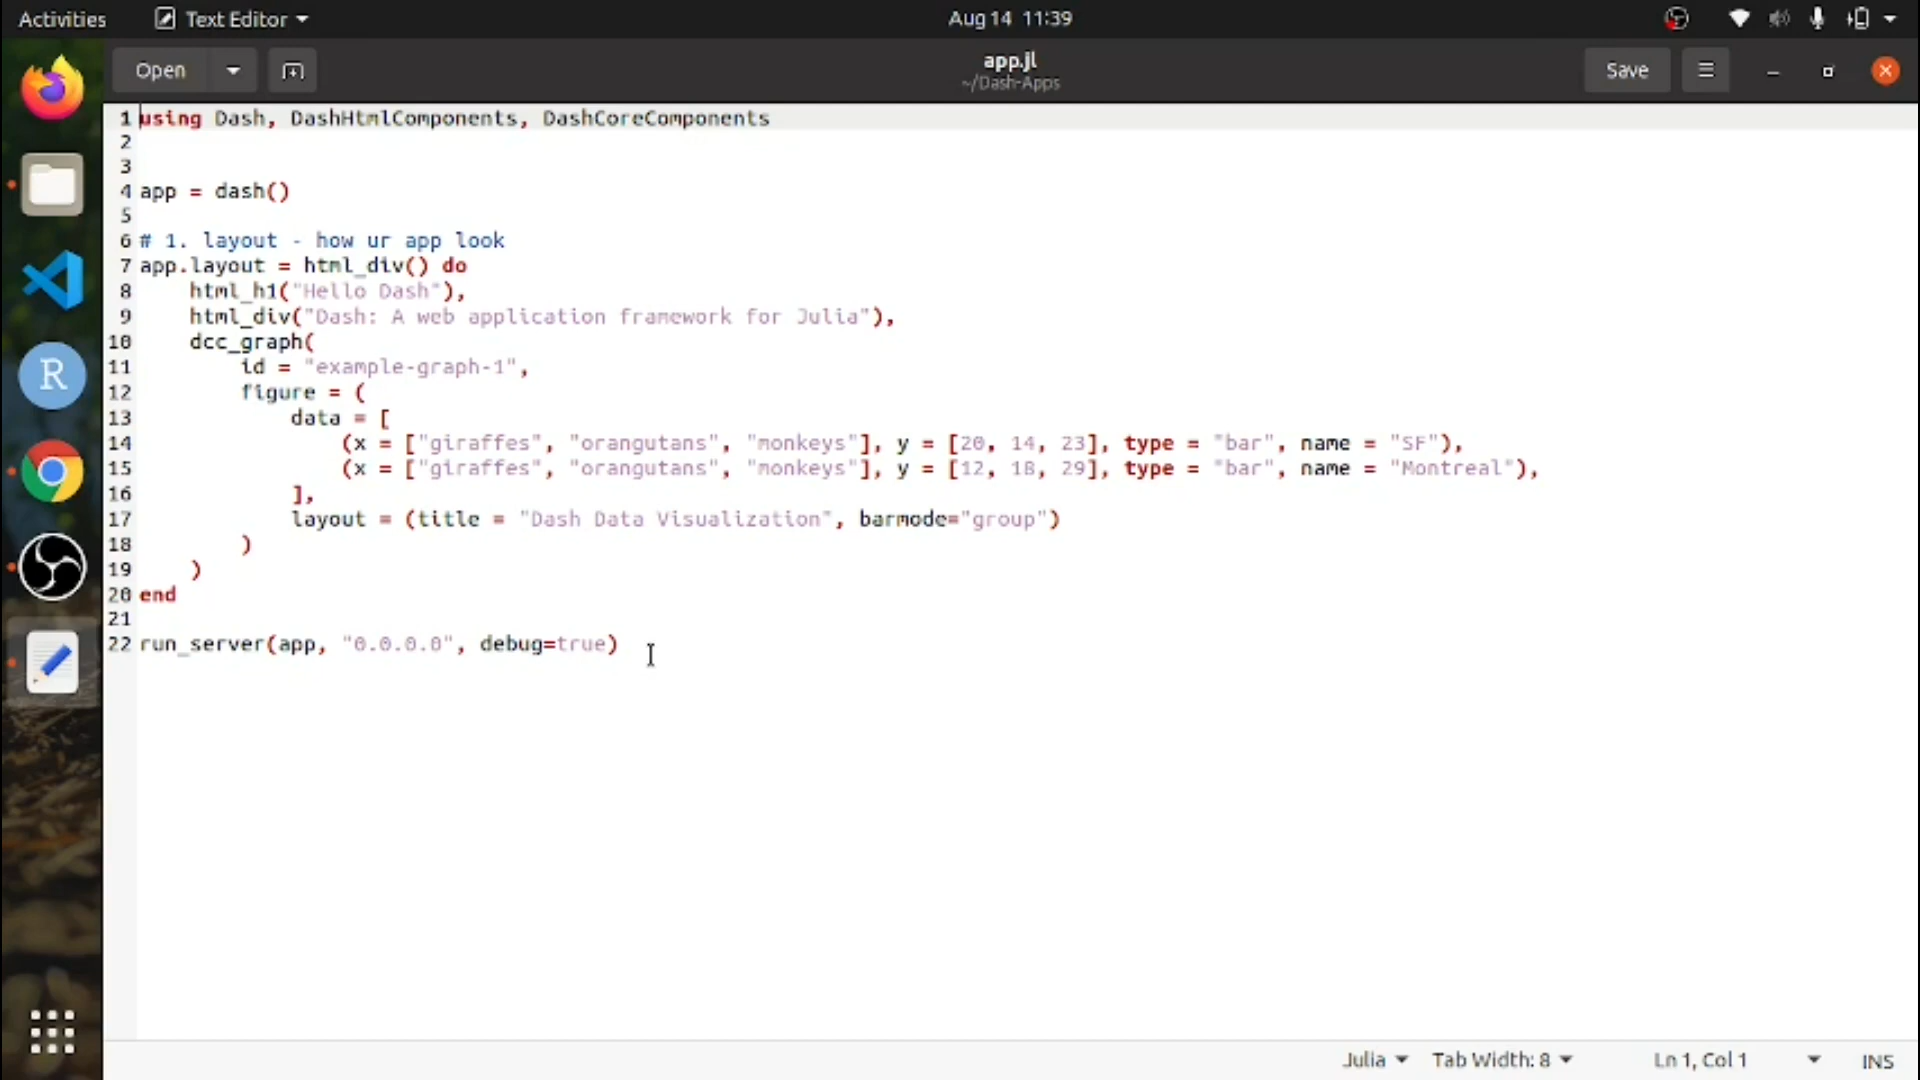 Activities Text Editor Aug 14 11:39
Open app.jl Save
~/Dash-Apps
1 using Dash, DashHtmlComponents, DashCoreComponents
2
3
4 app = dash()
5
6 # 1. layout - how ur app look
7 app.layout = html_div() do
8     html_h1("Hello Dash"),
9     html_div("Dash: A web application framework for Julia"),
10     dcc_graph(
11         id = "example-graph-1",
12         figure = (
13             data = [
14                 (x = ["giraffes", "orangutans", "monkeys"], y = [20, 14, 23], type = "bar", name = "SF"),
15                 (x = ["giraffes", "orangutans", "monkeys"], y = [12, 18, 29], type = "bar", name = "Montreal"),
16             ],
17             layout = (title = "Dash Data Visualization", barmode="group")
18         )
19     )
20 end
21
22 run_server(app, "0.0.0.0", debug=true)
Julia Tab Width: 8 Ln 1, Col 1 INS